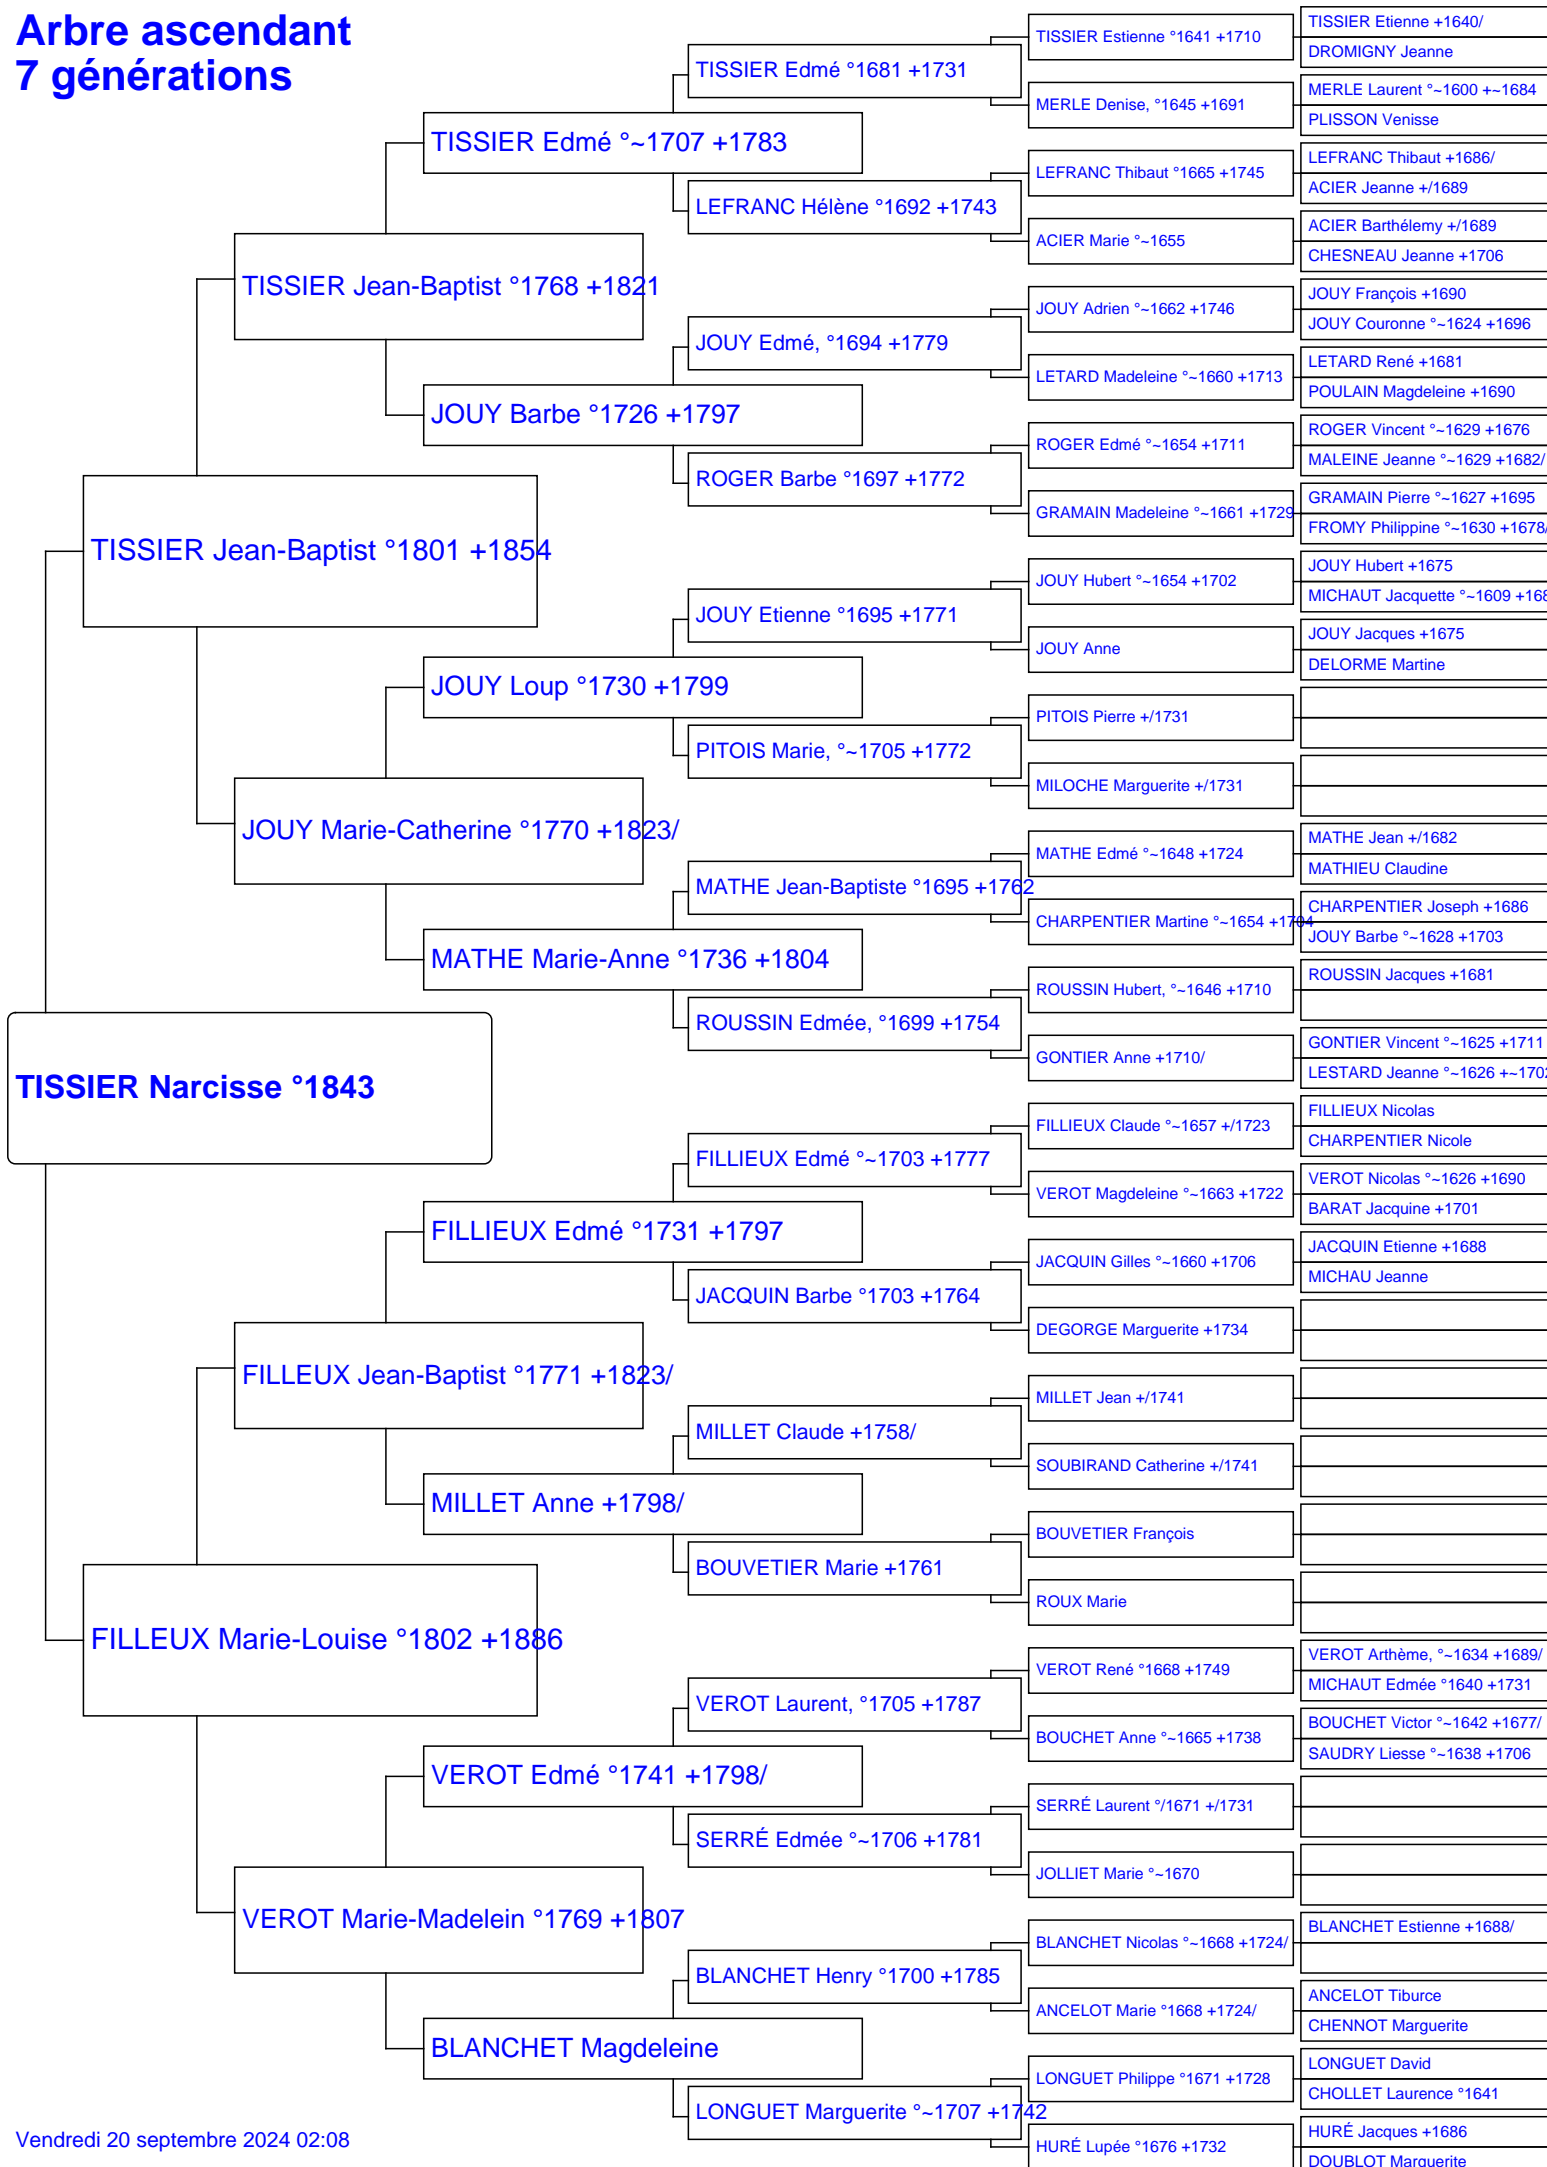 Arbre ascendant
7 générations
TISSIER Narcisse °1843
TISSIER Jean-Baptist °1801 +1854
FILLEUX Marie-Louise °1802 +1886
TISSIER Jean-Baptist °1768 +1821
JOUY Marie-Catherine °1770 +1823/
FILLEUX Jean-Baptist °1771 +1823/
VEROT Marie-Madelein °1769 +1807
TISSIER Edmé °~1707 +1783
JOUY Barbe °1726 +1797
JOUY Loup °1730 +1799
MATHE Marie-Anne °1736 +1804
FILLIEUX Edmé °1731 +1797
MILLET Anne +1798/
VEROT Edmé °1741 +1798/
BLANCHET Magdeleine
TISSIER Edmé °1681 +1731
LEFRANC Hélène °1692 +1743
JOUY Edmé, °1694 +1779
ROGER Barbe °1697 +1772
JOUY Etienne °1695 +1771
PITOIS Marie, °~1705 +1772
MATHE Jean-Baptiste °1695 +1762
ROUSSIN Edmée, °1699 +1754
FILLIEUX Edmé °~1703 +1777
JACQUIN Barbe °1703 +1764
MILLET Claude +1758/
BOUVETIER Marie +1761
VEROT Laurent, °1705 +1787
SERRÉ Edmée °~1706 +1781
BLANCHET Henry °1700 +1785
LONGUET Marguerite °~1707 +1742
TISSIER Estienne °1641 +1710
MERLE Denise, °1645 +1691
LEFRANC Thibaut °1665 +1745
ACIER Marie °~1655
JOUY Adrien °~1662 +1746
LETARD Madeleine °~1660 +1713
ROGER Edmé °~1654 +1711
GRAMAIN Madeleine °~1661 +1729
JOUY Hubert °~1654 +1702
JOUY Anne
PITOIS Pierre +/1731
MILOCHE Marguerite +/1731
MATHE Edmé °~1648 +1724
CHARPENTIER Martine °~1654 +1704
ROUSSIN Hubert, °~1646 +1710
GONTIER Anne +1710/
FILLIEUX Claude °~1657 +/1723
VEROT Magdeleine °~1663 +1722
JACQUIN Gilles °~1660 +1706
DEGORGE Marguerite +1734
MILLET Jean +/1741
SOUBIRAND Catherine +/1741
BOUVETIER François
ROUX Marie
VEROT René °1668 +1749
BOUCHET Anne °~1665 +1738
SERRÉ Laurent °/1671 +/1731
JOLLIET Marie °~1670
BLANCHET Nicolas °~1668 +1724/
ANCELOT Marie °1668 +1724/
LONGUET Philippe °1671 +1728
HURÉ Lupée °1676 +1732
TISSIER Etienne +1640/
DROMIGNY Jeanne
MERLE Laurent °~1600 +~1684
PLISSON Venisse
LEFRANC Thibaut +1686/
ACIER Jeanne +/1689
ACIER Barthélemy +/1689
CHESNEAU Jeanne +1706
JOUY François +1690
JOUY Couronne °~1624 +1696
LETARD René +1681
POULAIN Magdeleine +1690
ROGER Vincent °~1629 +1676
MALEINE Jeanne °~1629 +1682/
GRAMAIN Pierre °~1627 +1695
FROMY Philippine °~1630 +1678/
JOUY Hubert +1675
MICHAUT Jacquette °~1609 +168
JOUY Jacques +1675
DELORME Martine
MATHE Jean +/1682
MATHIEU Claudine
CHARPENTIER Joseph +1686
JOUY Barbe °~1628 +1703
ROUSSIN Jacques +1681
GONTIER Vincent °~1625 +1711
LESTARD Jeanne °~1626 +~1702
FILLIEUX Nicolas
CHARPENTIER Nicole
VEROT Nicolas °~1626 +1690
BARAT Jacquine +1701
JACQUIN Etienne +1688
MICHAU Jeanne
VEROT Arthème, °~1634 +1689/
MICHAUT Edmée °1640 +1731
BOUCHET Victor °~1642 +1677/
SAUDRY Liesse °~1638 +1706
BLANCHET Estienne +1688/
ANCELOT Tiburce
CHENNOT Marguerite
LONGUET David
CHOLLET Laurence °1641
HURÉ Jacques +1686
DOUBLOT Marguerite
Vendredi 20 septembre 2024 02:08